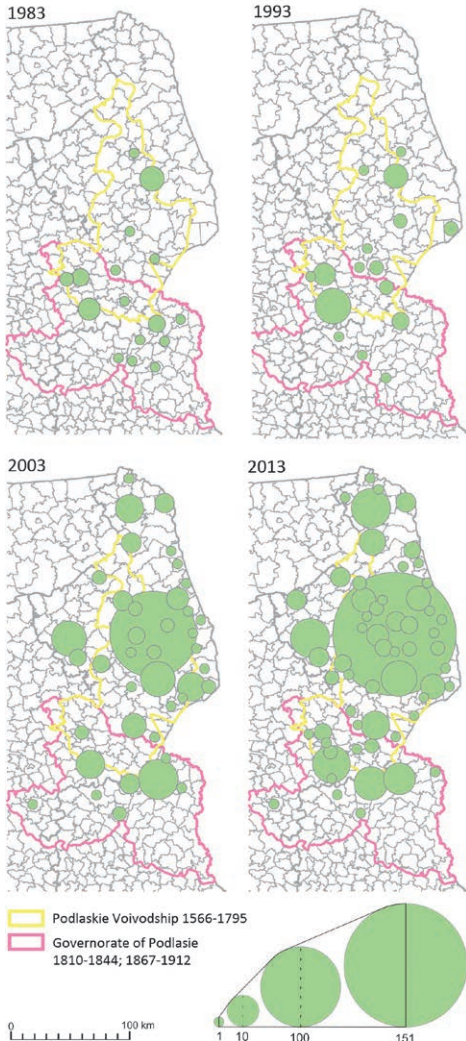 1983
1993
2003
2013
Podlaskie Voivodship 1566-1795
Governorate of Podlasie
1810-1844; 1867-1912
0 100 km
1 10 100 151